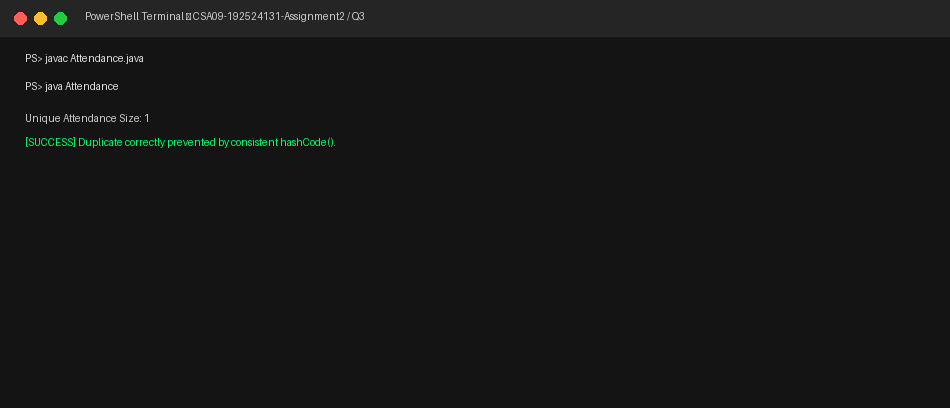 PowerShell Terminal CSA09-192524131-Assignment2 / Q3
PS> javac Attendance.java
PS> java Attendance
Unique Attendance Size: 1
[SUCCESS] Duplicate correctly prevented by consistent hashCode().